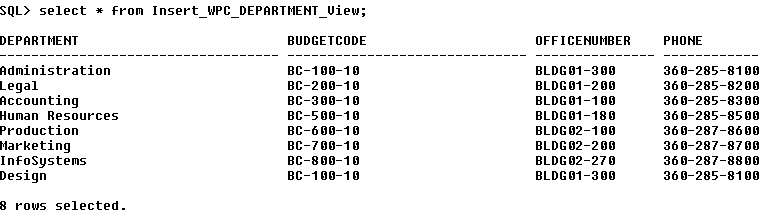 SQL> select * from Insert_WPC_DEPARTMENT_View;
DEPARTMENT BUDGETCODE OFFICENUMBER PHONE
----------------------------------- ------------------------------ ------------ ------------
Administration BC-100-10 BLDG01-300 360-285-8100
Legal BC-200-10 BLDG01-200 360-285-8200
Accounting BC-300-10 BLDG01-100 360-285-8300
Human Resources BC-500-10 BLDG01-180 360-285-8500
Production BC-600-10 BLDG02-100 360-287-8600
Marketing BC-700-10 BLDG02-200 360-287-8700
InfoSystems BC-800-10 BLDG02-270 360-287-8800
Design BC-100-10 BLDG01-300 360-285-8100
8 rows selected.